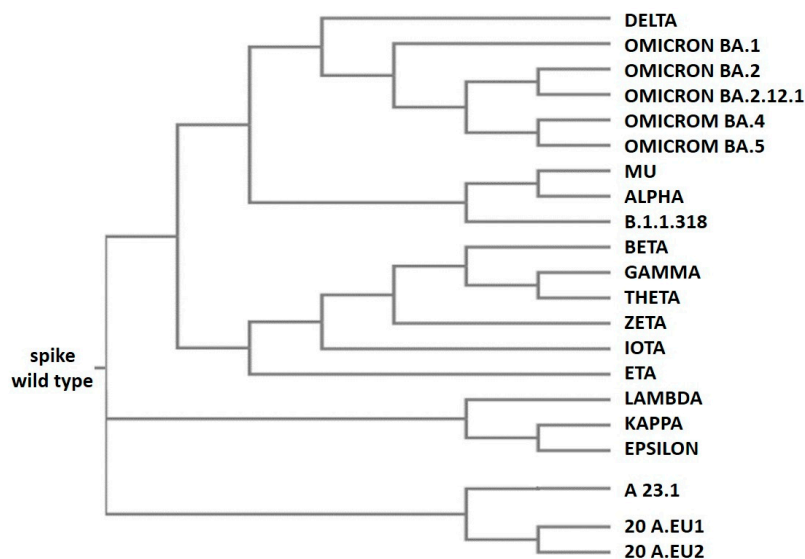 DELTA
OMICRON BA.1
OMICRON BA.2
OMICRON BA.2.12.1
OMICROM BA.4
OMICROM BA.5
MU
ALPHA
B.1.1.318
BETA
GAMMA
THETA
ZETA
IOTA
ETA
LAMBDA
KAPPA
EPSILON
A 23.1
20 A.EU1
20 A.EU2
spike
wild type